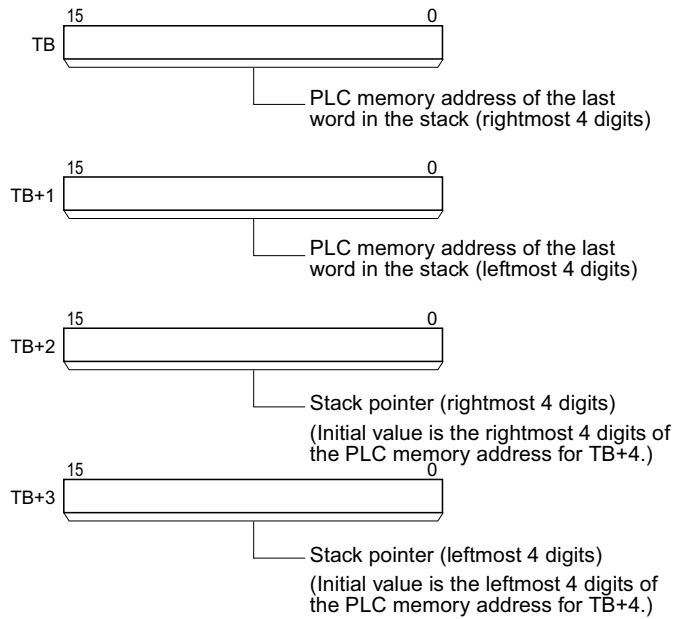 15 0
TB
PLC memory address of the last
word in the stack (rightmost 4 digits)
15 0
TB+1
PLC memory address of the last
word in the stack (leftmost 4 digits)
15 0
TB+2
Stack pointer (rightmost 4 digits)
(Initial value is the rightmost 4 digits of
the PLC memory address for TB+4.)
15 0
TB+3
Stack pointer (leftmost 4 digits)
(Initial value is the leftmost 4 digits of
the PLC memory address for TB+4.)